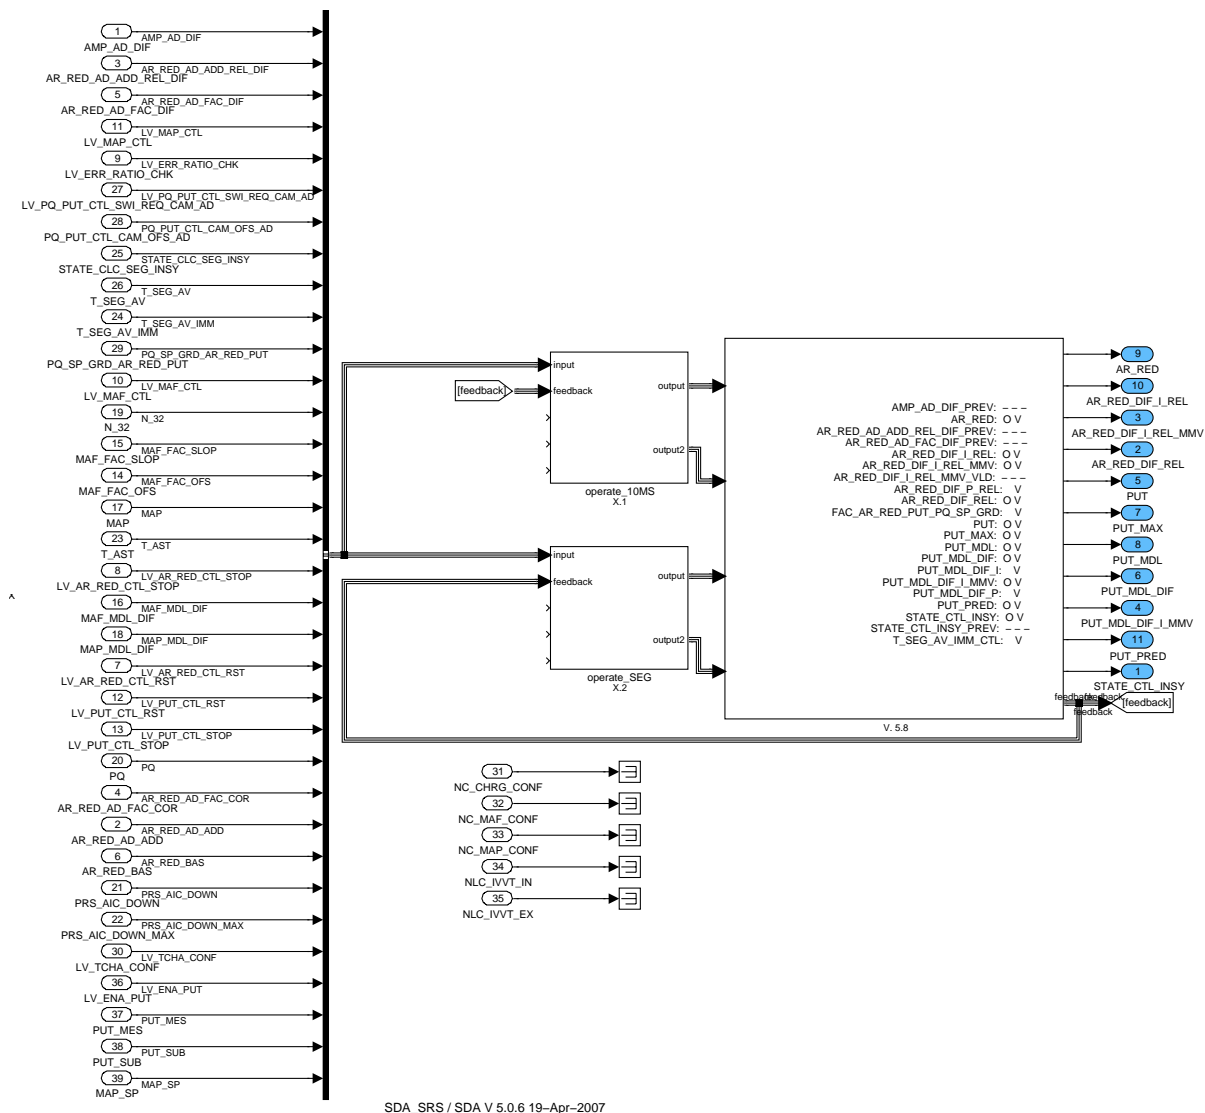 1
AMP_AD_DIF
AMP_AD_DIF
3
AR_RED_AD_ADD_REL_DIF
AR_RED_AD_ADD_REL_DIF
5
AR_RED_AD_FAC_DIF
AR_RED_AD_FAC_DIF
11
LV_MAP_CTL
LV_MAP_CTL
9
LV_ERR_RATIO_CHK
LV_ERR_RATIO_CHK
27
LV_PQ_PUT_CTL_SWI_REQ_CAM_AD
LV_PQ_PUT_CTL_SWI_REQ_CAM_AD
28
PQ_PUT_CTL_CAM_OFS_AD
PQ_PUT_CTL_CAM_OFS_AD
25
STATE_CLC_SEG_INSY
STATE_CLC_SEG_INSY
26
T_SEG_AV
T_SEG_AV
24
T_SEG_AV_IMM
T_SEG_AV_IMM
29
PQ_SP_GRD_AR_RED_PUT
PQ_SP_GRD_AR_RED_PUT
10
LV_MAF_CTL
LV_MAF_CTL
19
N_32
N_32
15
MAF_FAC_SLOP
MAF_FAC_SLOP
14
MAF_FAC_OFS
MAF_FAC_OFS
17
MAP
MAP
23
T_AST
T_AST
8
LV_AR_RED_CTL_STOP
LV_AR_RED_CTL_STOP
16
MAF_MDL_DIF
MAF_MDL_DIF
18
MAP_MDL_DIF
MAP_MDL_DIF
7
LV_AR_RED_CTL_RST
LV_AR_RED_CTL_RST
12
LV_PUT_CTL_RST
LV_PUT_CTL_RST
13
LV_PUT_CTL_STOP
LV_PUT_CTL_STOP
20
PQ
PQ
4
AR_RED_AD_FAC_COR
AR_RED_AD_FAC_COR
2
AR_RED_AD_ADD
AR_RED_AD_ADD
6
AR_RED_BAS
AR_RED_BAS
21
PRS_AIC_DOWN
PRS_AIC_DOWN
22
PRS_AIC_DOWN_MAX
PRS_AIC_DOWN_MAX
30
LV_TCHA_CONF
LV_TCHA_CONF
36
LV_ENA_PUT
LV_ENA_PUT
37
PUT_MES
PUT_MES
38
PUT_SUB
PUT_SUB
39
MAP_SP
MAP_SP
[feedback]
input
feedback
output
output2
operate_10MS
X.1
input
feedback
output
output2
operate_SEG
X.2
AMP_AD_DIF_PREV: – – –
AR_RED: O V
AR_RED_AD_ADD_REL_DIF_PREV: – – –
AR_RED_AD_FAC_DIF_PREV: – – –
AR_RED_DIF_I_REL: O V
AR_RED_DIF_I_REL_MMV: O V
AR_RED_DIF_I_REL_MMV_VLD: – – –
AR_RED_DIF_P_REL: V
AR_RED_DIF_REL: O V
FAC_AR_RED_PUT_PQ_SP_GRD: V
PUT: O V
PUT_MAX: O V
PUT_MDL: O V
PUT_MDL_DIF: O V
PUT_MDL_DIF_I: V
PUT_MDL_DIF_I_MMV: O V
PUT_MDL_DIF_P: V
PUT_PRED: O V
STATE_CTL_INSY: O V
STATE_CTL_INSY_PREV: – – –
T_SEG_AV_IMM_CTL: V
V. 5.8
9
AR_RED
10
AR_RED_DIF_I_REL
3
AR_RED_DIF_I_REL_MMV
2
AR_RED_DIF_REL
5
PUT
7
PUT_MAX
8
PUT_MDL
6
PUT_MDL_DIF
4
PUT_MDL_DIF_I_MMV
11
PUT_PRED
1
STATE_CTL_INSY
feedback
feedback
feedback
[feedback]
31
NC_CHRG_CONF
32
NC_MAF_CONF
33
NC_MAP_CONF
34
NLC_IVVT_IN
35
NLC_IVVT_EX
SDA_SRS / SDA V 5.0.6 19–Apr–2007